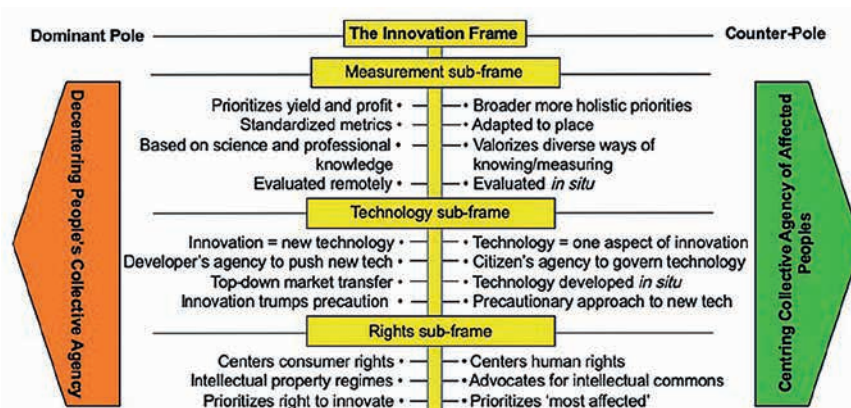 Dominant Pole
The Innovation Frame
Counter-Pole
Decentering People's Collective Agency
Measurement sub-frame
Prioritizes yield and profit •
• Broader more holistic priorities
Standardized metrics •
• Adapted to place
Based on science and professional •
knowledge
• Valorizes diverse ways of
knowing/measuring
Evaluated remotely •
• Evaluated in situ
Technology sub-frame
Innovation = new technology •
• Technology = one aspect of innovation
Developer's agency to push new tech •
• Citizen's agency to govern technology
Top-down market transfer •
• Technology developed in situ
Innovation trumps precaution •
• Precautionary approach to new tech
Rights sub-frame
Centers consumer rights •
• Centers human rights
Intellectual property regimes •
• Advocates for intellectual commons
Prioritizes right to innovate •
• Prioritizes 'most affected'
Centring Collective Agency of Affected
Peoples